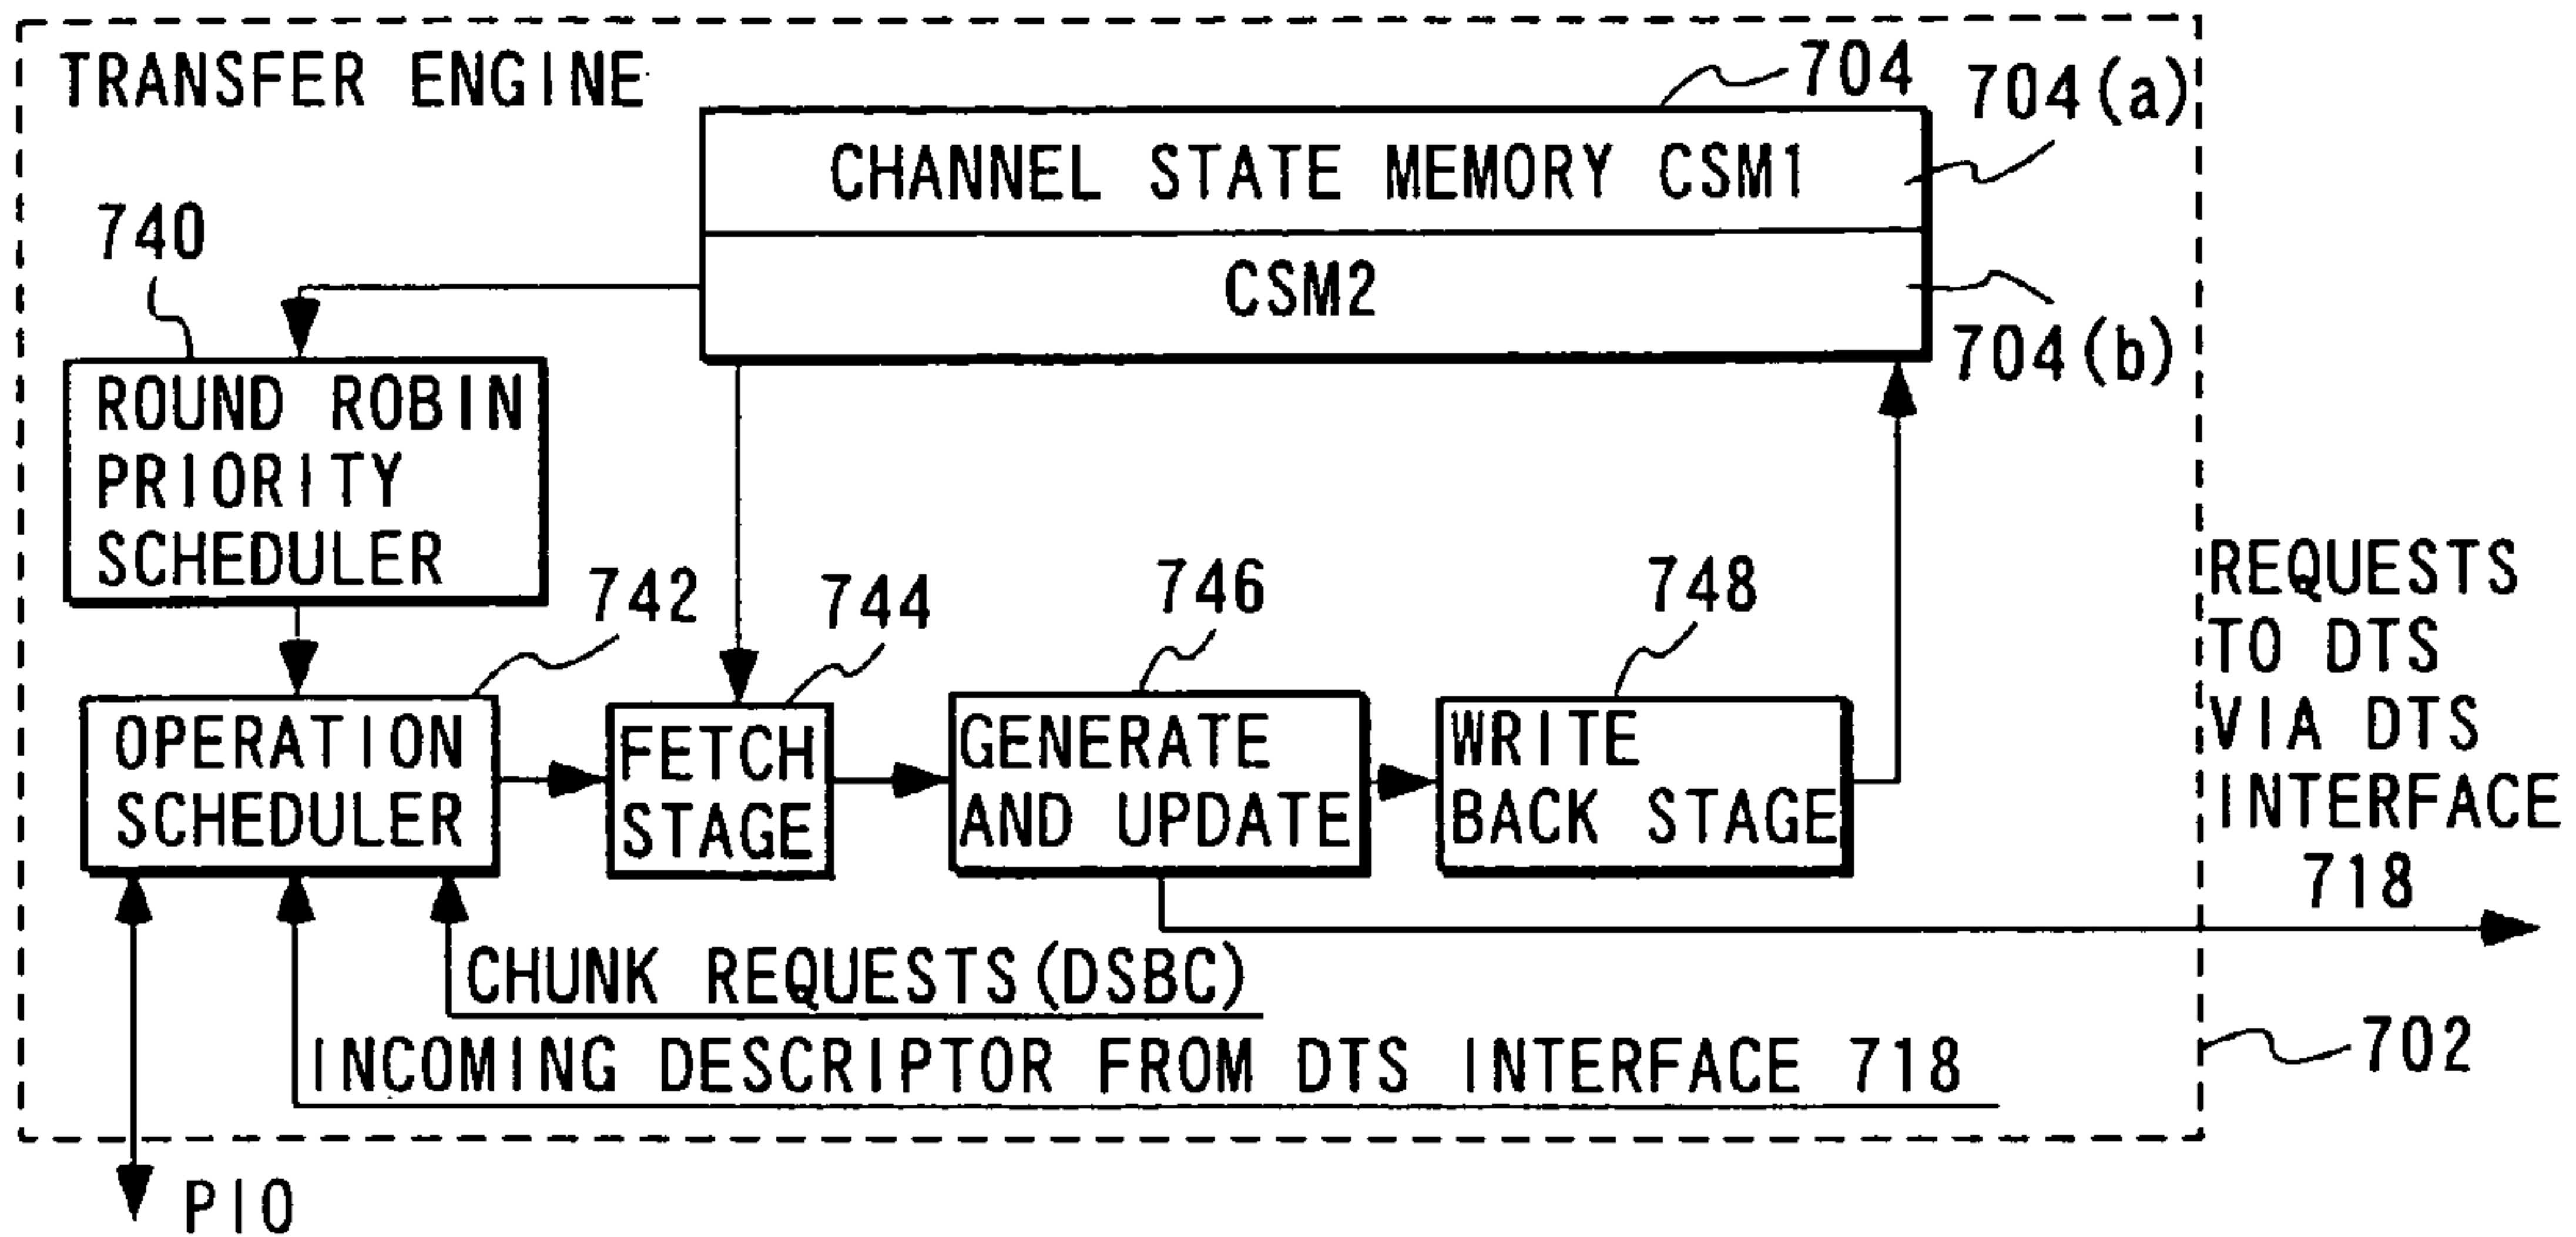 TRANSFER ENGINE
704
704(a)
CHANNEL STATE MEMORY CSM1
740
CSM2
704(b)
ROUND ROBIN
PRIORITY
SCHEDULER
742
744
746
748
REQUESTS
TO DTS
VIA DTS
INTERFACE
718
OPERATION
SCHEDULER
FETCH
STAGE
GENERATE
AND UPDATE
WRITE
BACK STAGE
CHUNK REQUESTS(DSBC)
INCOMING DESCRIPTOR FROM DTS INTERFACE 718
702
PIO